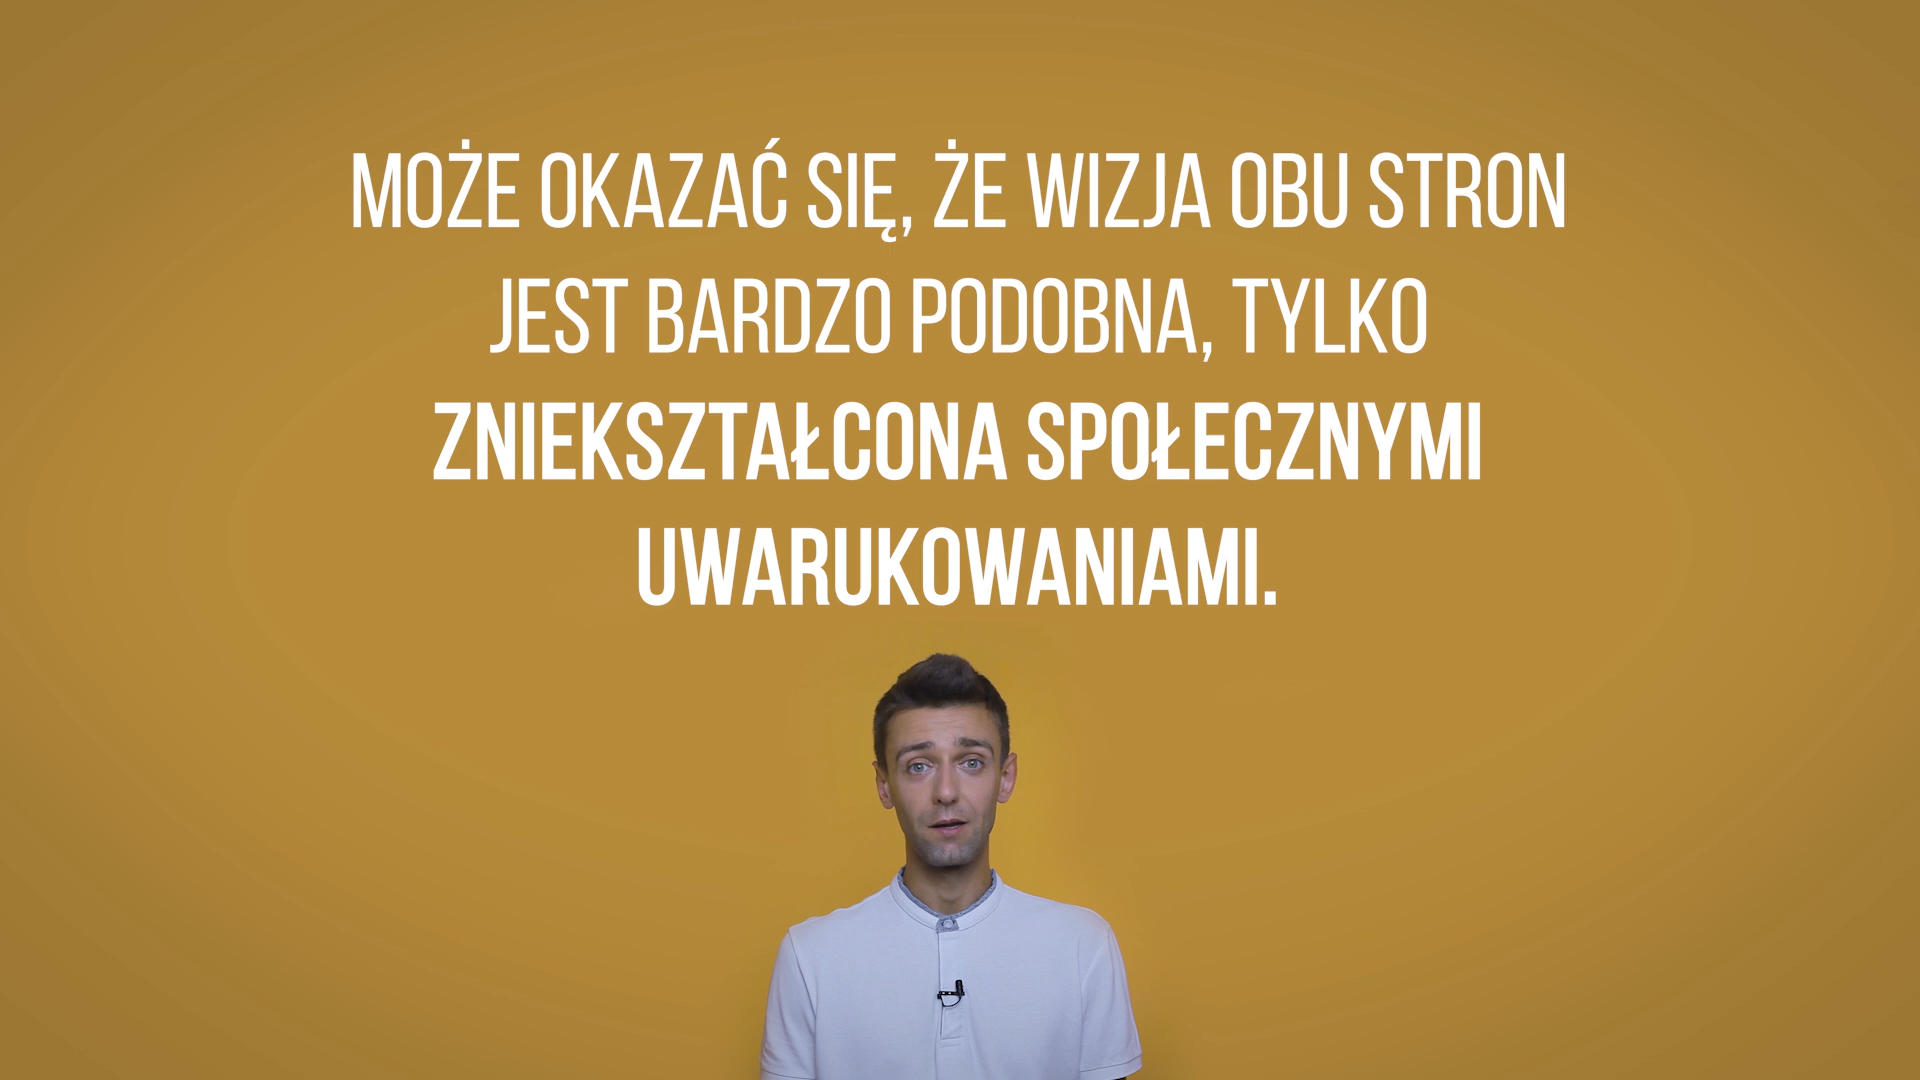 MOŻE OKAZAĆ SIĘ, ŻE WIZJA OBU STRON
JEST BARDZO PODOBNA, TYLKO
ZNIEKSZTAŁCONA SPOŁECZNYMI
UWARUKOWANIAMI.